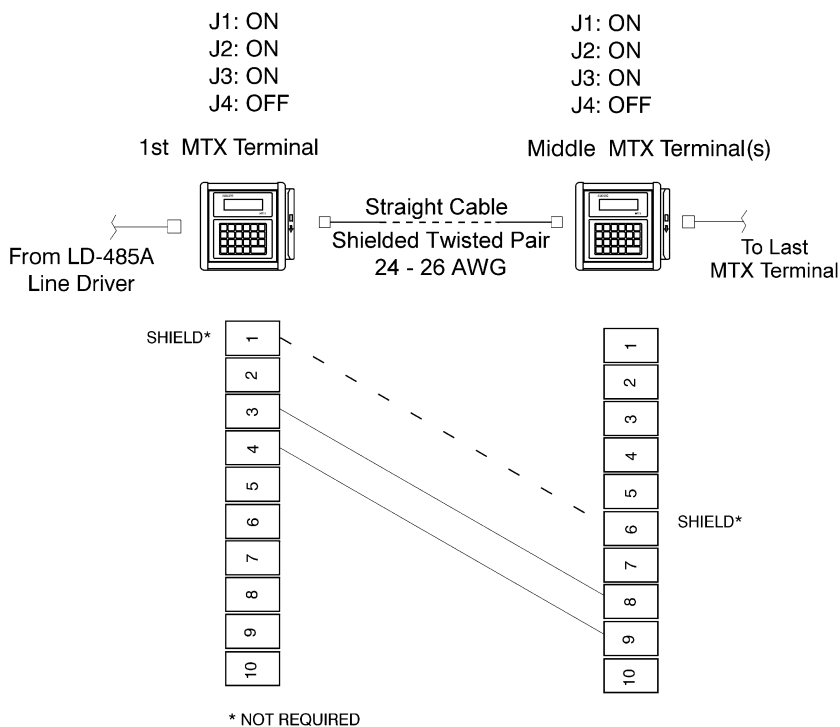 J1: ON
J2: ON
J3: ON
J4: OFF
J1: ON
J2: ON
J3: ON
J4: OFF
1st MTX Terminal
Middle MTX Terminal(s)
From LD-485A
Line Driver
Straight Cable
Shielded Twisted Pair
24 - 26 AWG
To Last
MTX Terminal
SHIELD*
1
2
3
4
5
6
7
8
9
10
1
2
3
4
5
6
7
8
9
10
SHIELD*
* NOT REQUIRED